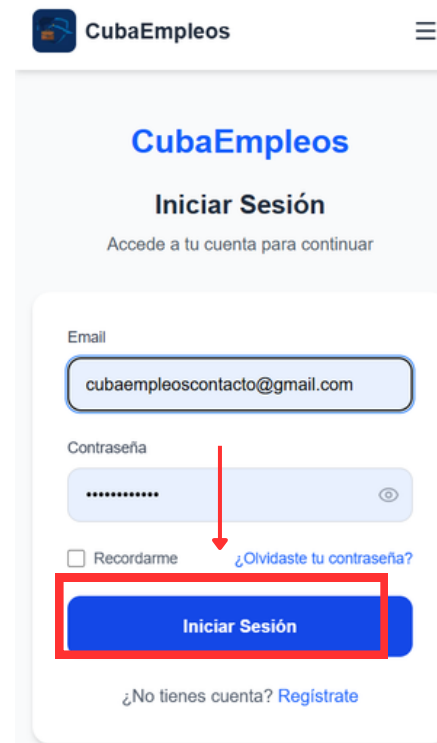 CubaEmpleos
CubaEmpleos
Iniciar Sesión
Accede a tu cuenta para continuar
Email
cubaempleoscontacto@gmail.com
Contraseña
••••••••••••
Recordarme ¿Olvidaste tu contraseña?
Iniciar Sesión
¿No tienes cuenta? Regístrate